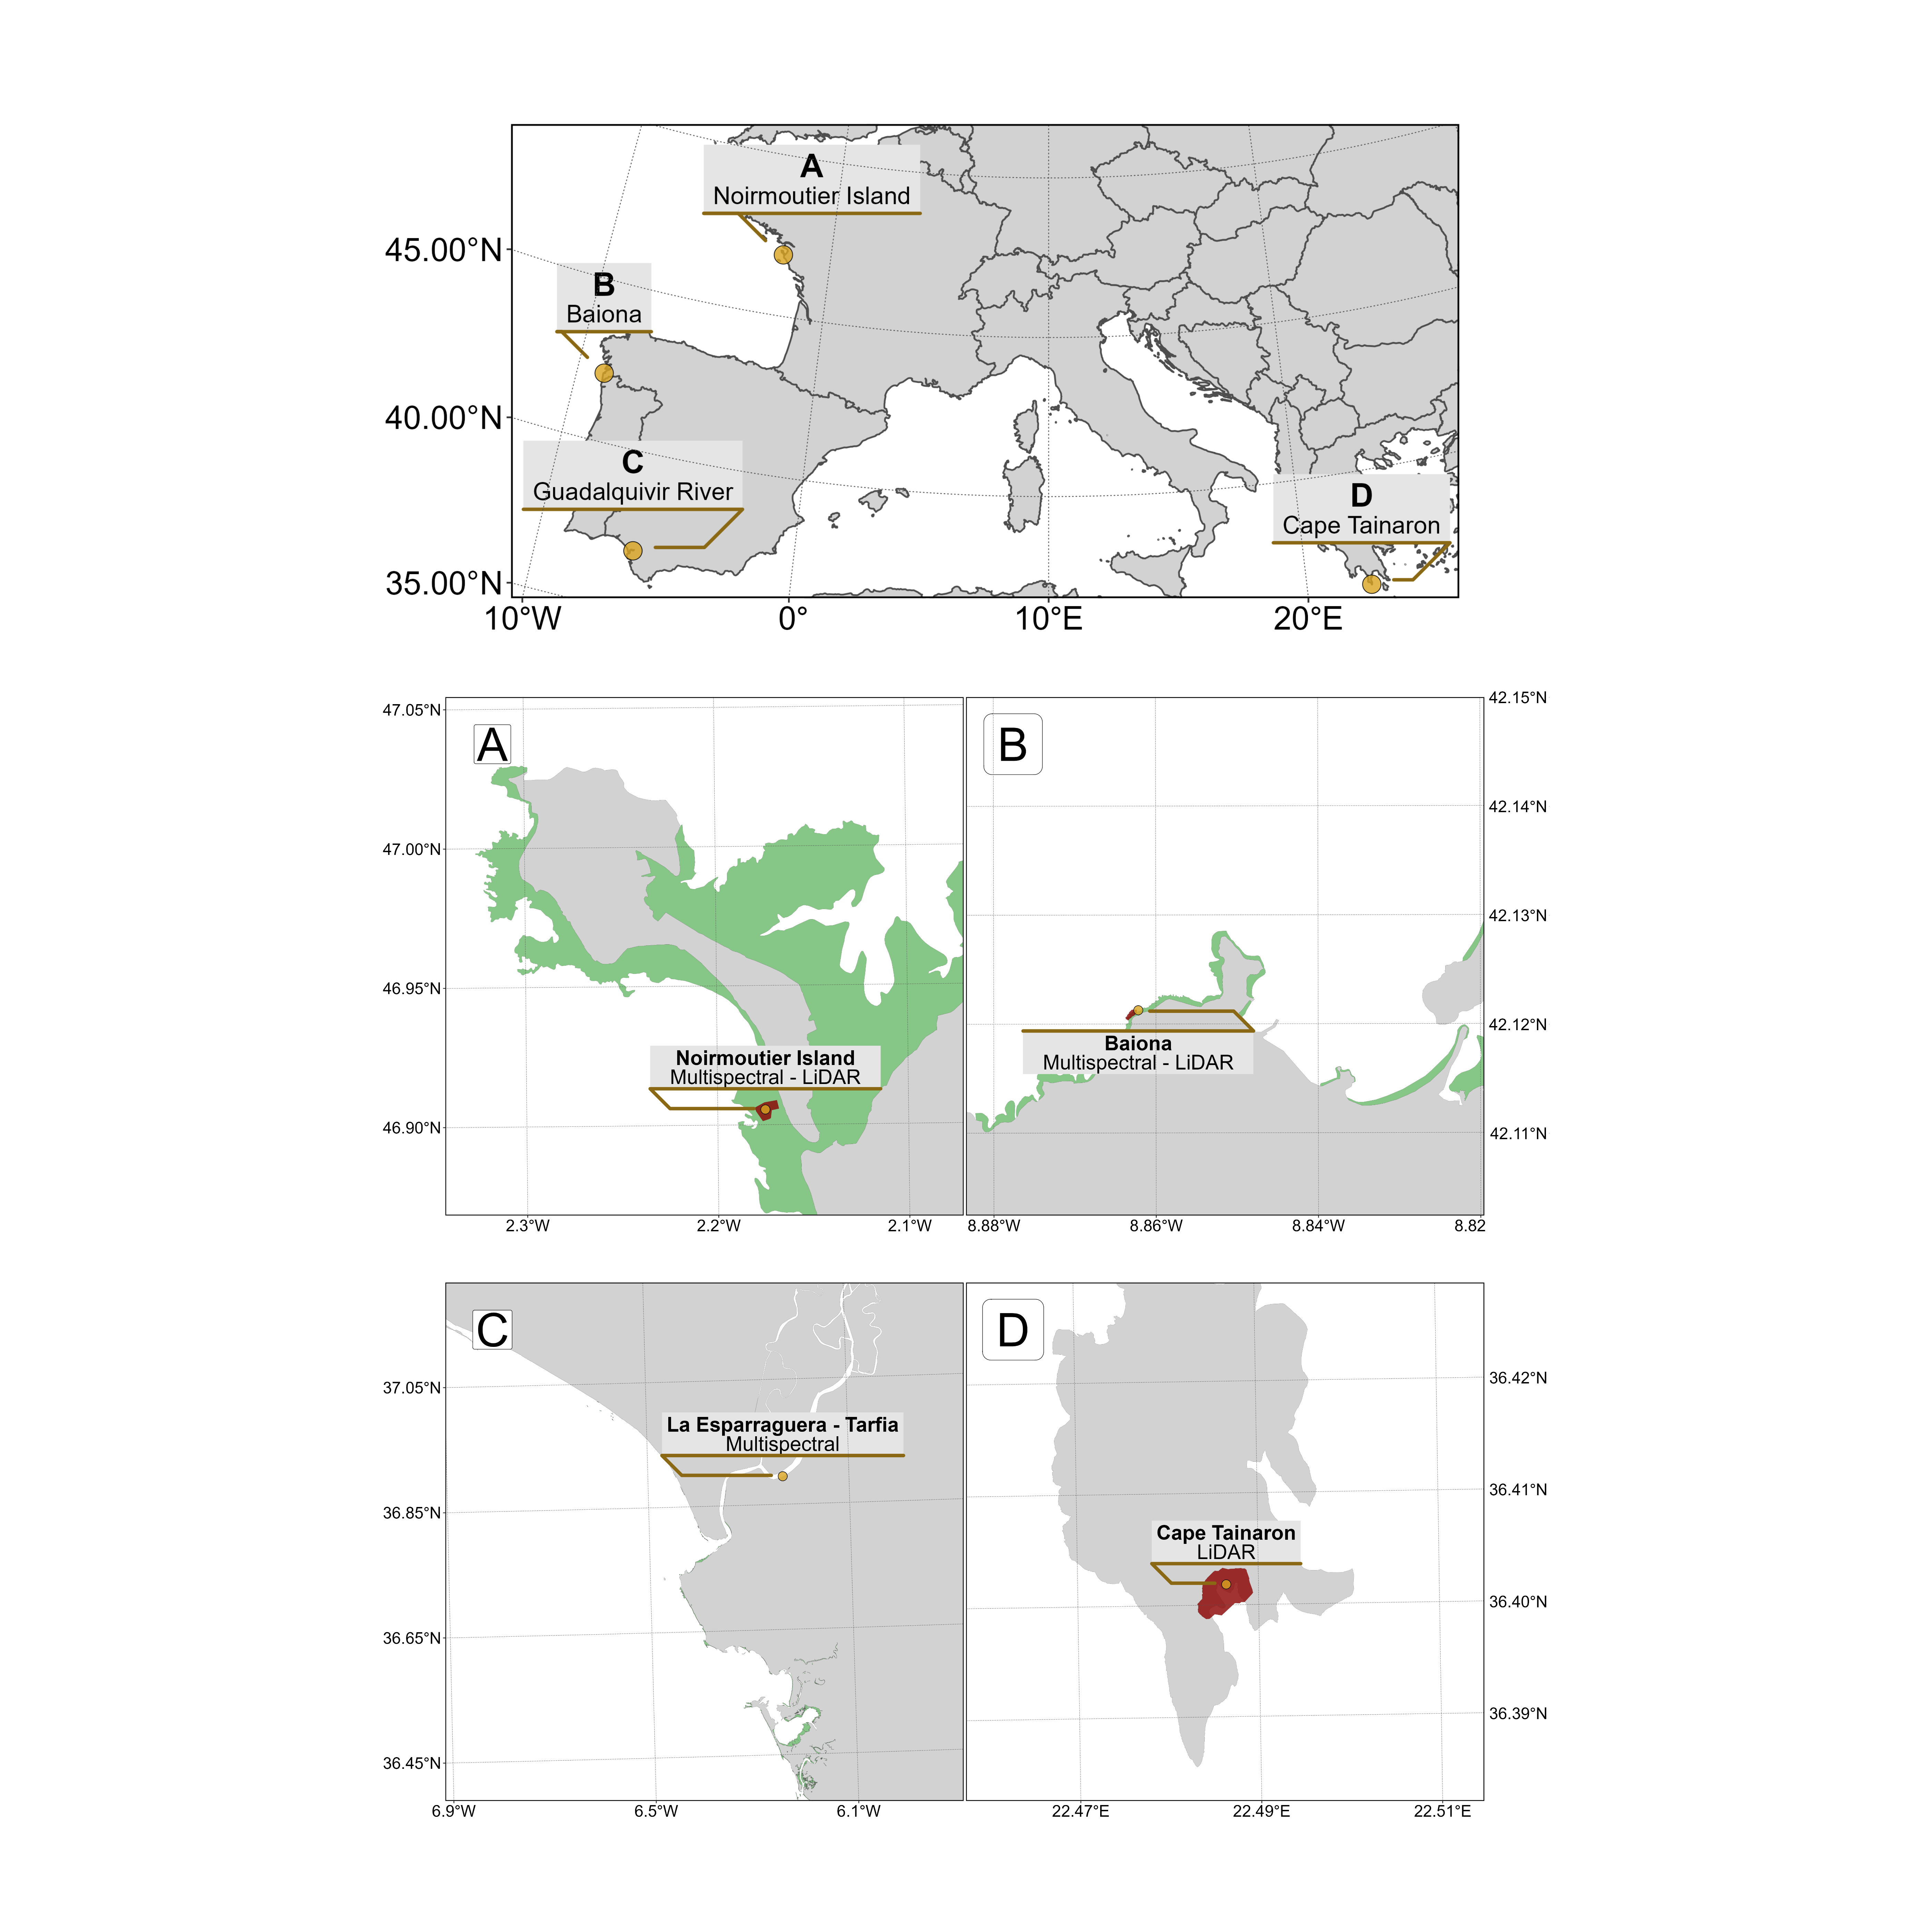 A
Noirmoutier Island
45.00°N
B
Baiona
40.00°N
C
Guadalquivir River
D
Cape Tainaron
35.00°N
10°W
0°
10°E
20°E
A
47.05°N
47.00°N
46.95°N
46.90°N
Noirmoutier Island
Multispectral - LiDAR
2.3°W
2.2°W
2.1°W
B
42.15°N
42.14°N
42.13°N
42.12°N
42.11°N
Baiona
Multispectral - LiDAR
8.88°W
8.86°W
8.84°W
8.82
C
37.05°N
36.85°N
36.65°N
36.45°N
La Esparraguera - Tarfia
Multispectral
6.9°W
6.5°W
6.1°W
D
36.42°N
36.41°N
36.40°N
36.39°N
Cape Tainaron
LiDAR
22.47°E
22.49°E
22.51°E